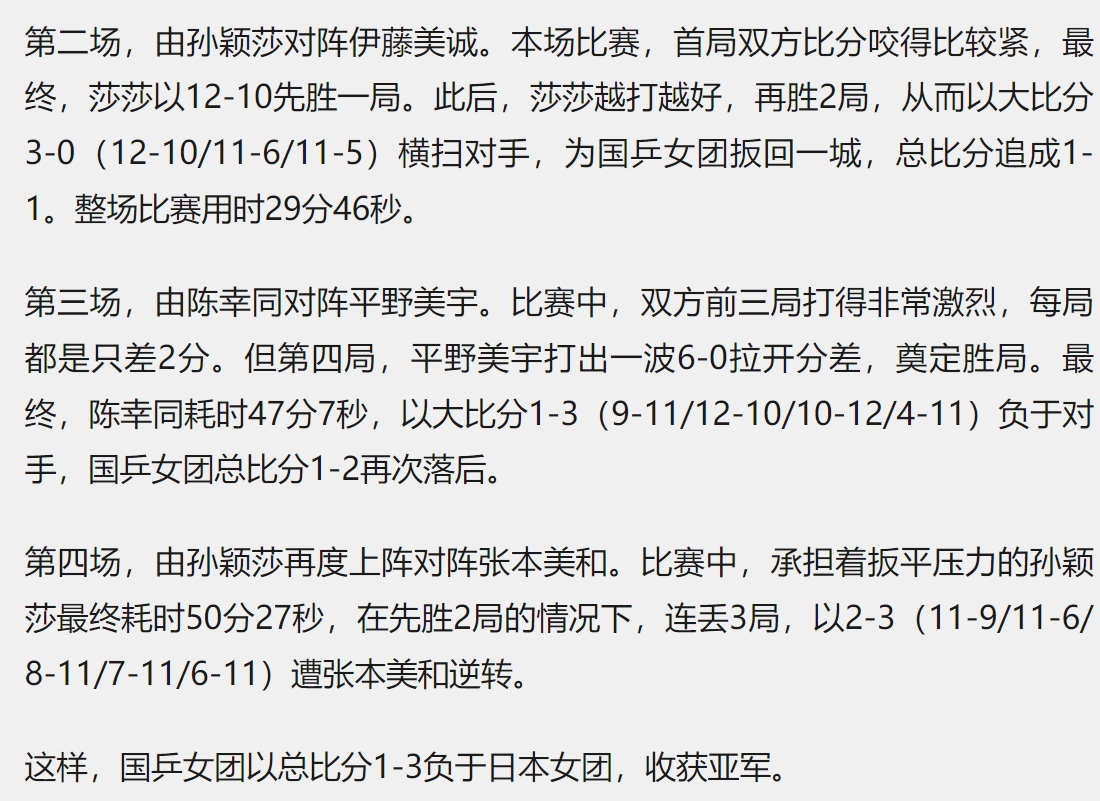 第二场，由孙颖莎对阵伊藤美诚。本场比赛，首局双方比分咬得比较紧，最
终，莎莎以12-10先胜一局。此后，莎莎越打越好，再胜2局，从而以大比分
3-0（12-10/11-6/11-5）横扫对手，为国乒女团扳回一城，总比分追成1-
1。整场比赛用时29分46秒。
第三场，由陈幸同对阵平野美宇。比赛中，双方前三局打得非常激烈，每局
都是只差2分。但第四局，平野美宇打出一波6-0拉开分差，奠定胜局。最
终，陈幸同耗时47分7秒，以大比分1-3（9-11/12-10/10-12/4-11）负于对
手，国乒女团总比分1-2再次落后。
第四场，由孙颖莎再度上阵对阵张本美和。比赛中，承担着扳平压力的孙颖
莎最终耗时50分27秒，在先胜2局的情况下，连丢3局，以2-3（11-9/11-6/
8-11/7-11/6-11）遭张本美和逆转。
这样，国乒女团以总比分1-3负于日本女团，收获亚军。